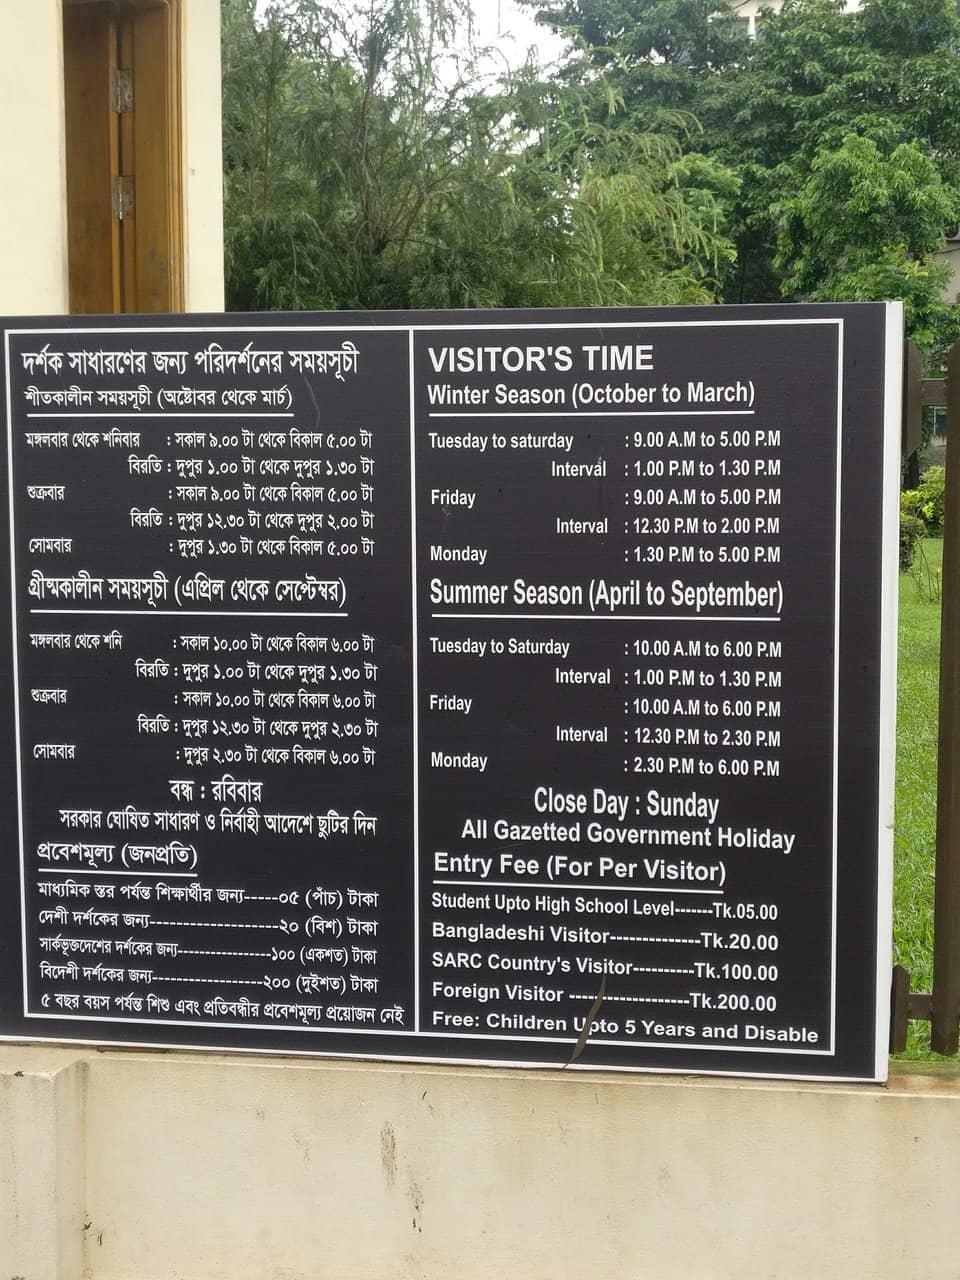 দর্শক সাধারণের জন্য পরিদর্শনের সময়সূচী
শীতকালীন সময়সূচী (অক্টোবর থেকে মার্চ)
মঙ্গলবার থেকে শনিবার : সকাল ৯.০০ টা থেকে বিকাল ৫.০০ টা
বিরতি : দুপুর ১.০০ টা থেকে দুপুর ১.৩০ টা
শুক্রবার : সকাল ৯.০০ টা থেকে বিকাল ৫.০০ টা
বিরতি : দুপুর ১২.৩০ টা থেকে দুপুর ২.০০ টা
সোমবার : দুপুর ১.৩০ টা থেকে বিকাল ৫.০০ টা
গ্রীষ্মকালীন সময়সূচী (এপ্রিল থেকে সেপ্টেম্বর)
মঙ্গলবার থেকে শনি : সকাল ১০.০০ টা থেকে বিকাল ৬.০০ টা
বিরতি : দুপুর ১.০০ টা থেকে দুপুর ১.৩০ টা
শুক্রবার : সকাল ১০.০০ টা থেকে বিকাল ৬.০০ টা
বিরতি : দুপুর ১২.৩০ টা থেকে দুপুর ২.৩০ টা
সোমবার : দুপুর ২.৩০ টা থেকে বিকাল ৬.০০ টা
বন্ধ : রবিবার
সরকার ঘোষিত সাধারণ ও নির্বাহী আদেশে ছুটির দিন
প্রবেশমূল্য (জনপ্রতি)
মাধ্যমিক স্তর পর্যন্ত শিক্ষার্থীর জন্য-----০৫ (পাঁচ) টাকা
দেশী দর্শকের জন্য-------------------২০ (বিশ) টাকা
সার্কভূক্তদেশের দর্শকের জন্য------------------১০০ (একশত) টাকা
বিদেশী দর্শকের জন্য----------------২০০ (দুইশত) টাকা
৫ বছর বয়স পর্যন্ত শিশু এবং প্রতিবন্ধীর প্রবেশমূল্য প্রয়োজন নেই
VISITOR'S TIME
Winter Season (October to March)
Tuesday to saturday : 9.00 A.M to 5.00 P.M
Interval : 1.00 P.M to 1.30 P.M
Friday : 9.00 A.M to 5.00 P.M
Interval : 12.30 P.M to 2.00 P.M
Monday : 1.30 P.M to 5.00 P.M
Summer Season (April to September)
Tuesday to Saturday : 10.00 A.M to 6.00 P.M
Interval : 1.00 P.M to 1.30 P.M
Friday : 10.00 A.M to 6.00 P.M
Interval : 12.30 P.M to 2.30 P.M
Monday : 2.30 P.M to 6.00 P.M
Close Day : Sunday
All Gazetted Government Holiday
Entry Fee (For Per Visitor)
Student Upto High School Level-------Tk.05.00
Bangladeshi Visitor--------------Tk.20.00
SARC Country's Visitor----------Tk.100.00
Foreign Visitor -------------------Tk.200.00
Free: Children Upto 5 Years and Disable